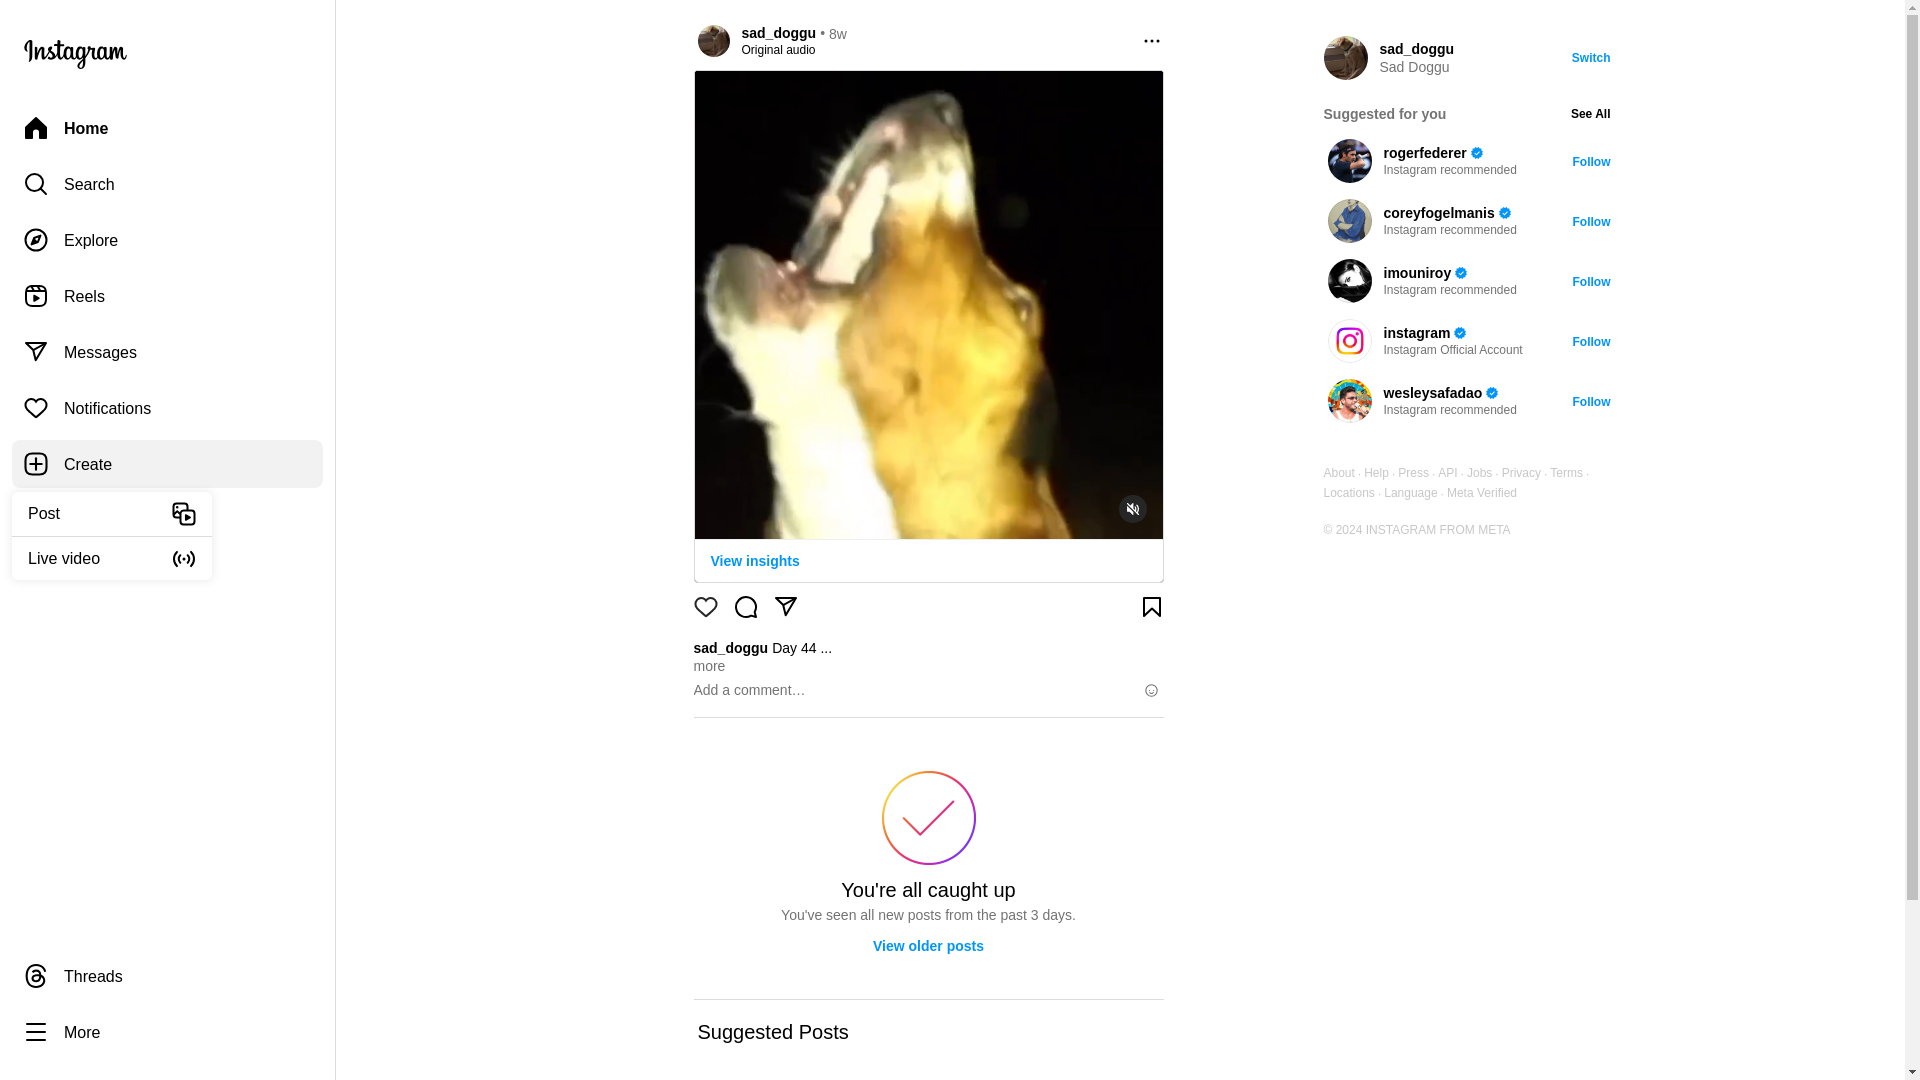 Instagram
Home
Search
Explore
Reels
Messages
Notifications
Create
Post
Live video
Threads
More
sad_doggu • 8w
Original audio
View insights
sad_doggu Day 44 ...
more
Add a comment…
You're all caught up
You've seen all new posts from the past 3 days.
View older posts
Suggested Posts
sad_doggu
Sad Doggu
Switch
Suggested for you
See All
rogerfederer
Instagram recommended
Follow
coreyfogelmanis
Instagram recommended
Follow
imouniroy
Instagram recommended
Follow
instagram
Instagram Official Account
Follow
wesleysafadao
Instagram recommended
Follow
About · Help · Press · API · Jobs · Privacy · Terms ·
Locations · Language · Meta Verified
© 2024 INSTAGRAM FROM META